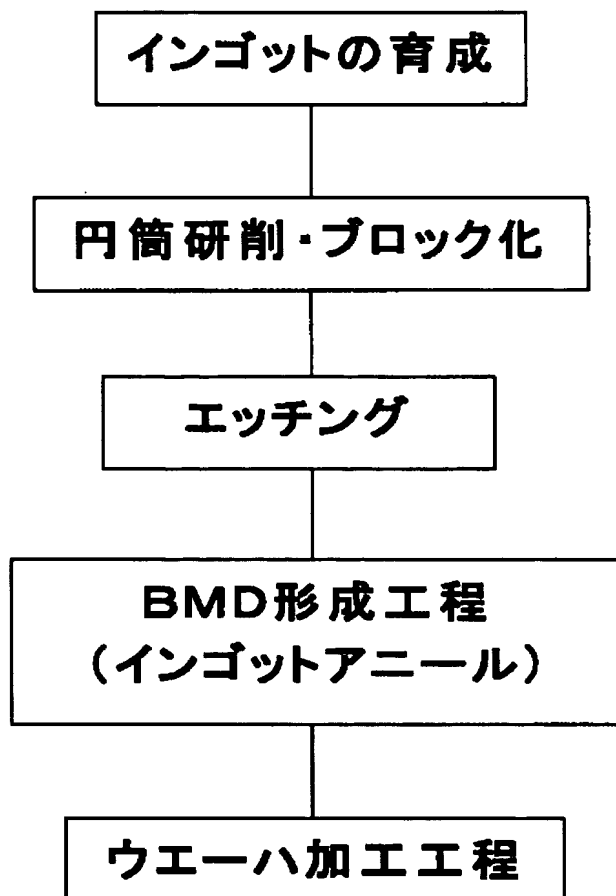 インゴットの育成
円筒研削・ブロック化
エッチング
BMD形成工程
(インゴットアニール)
ウエーハ加工工程